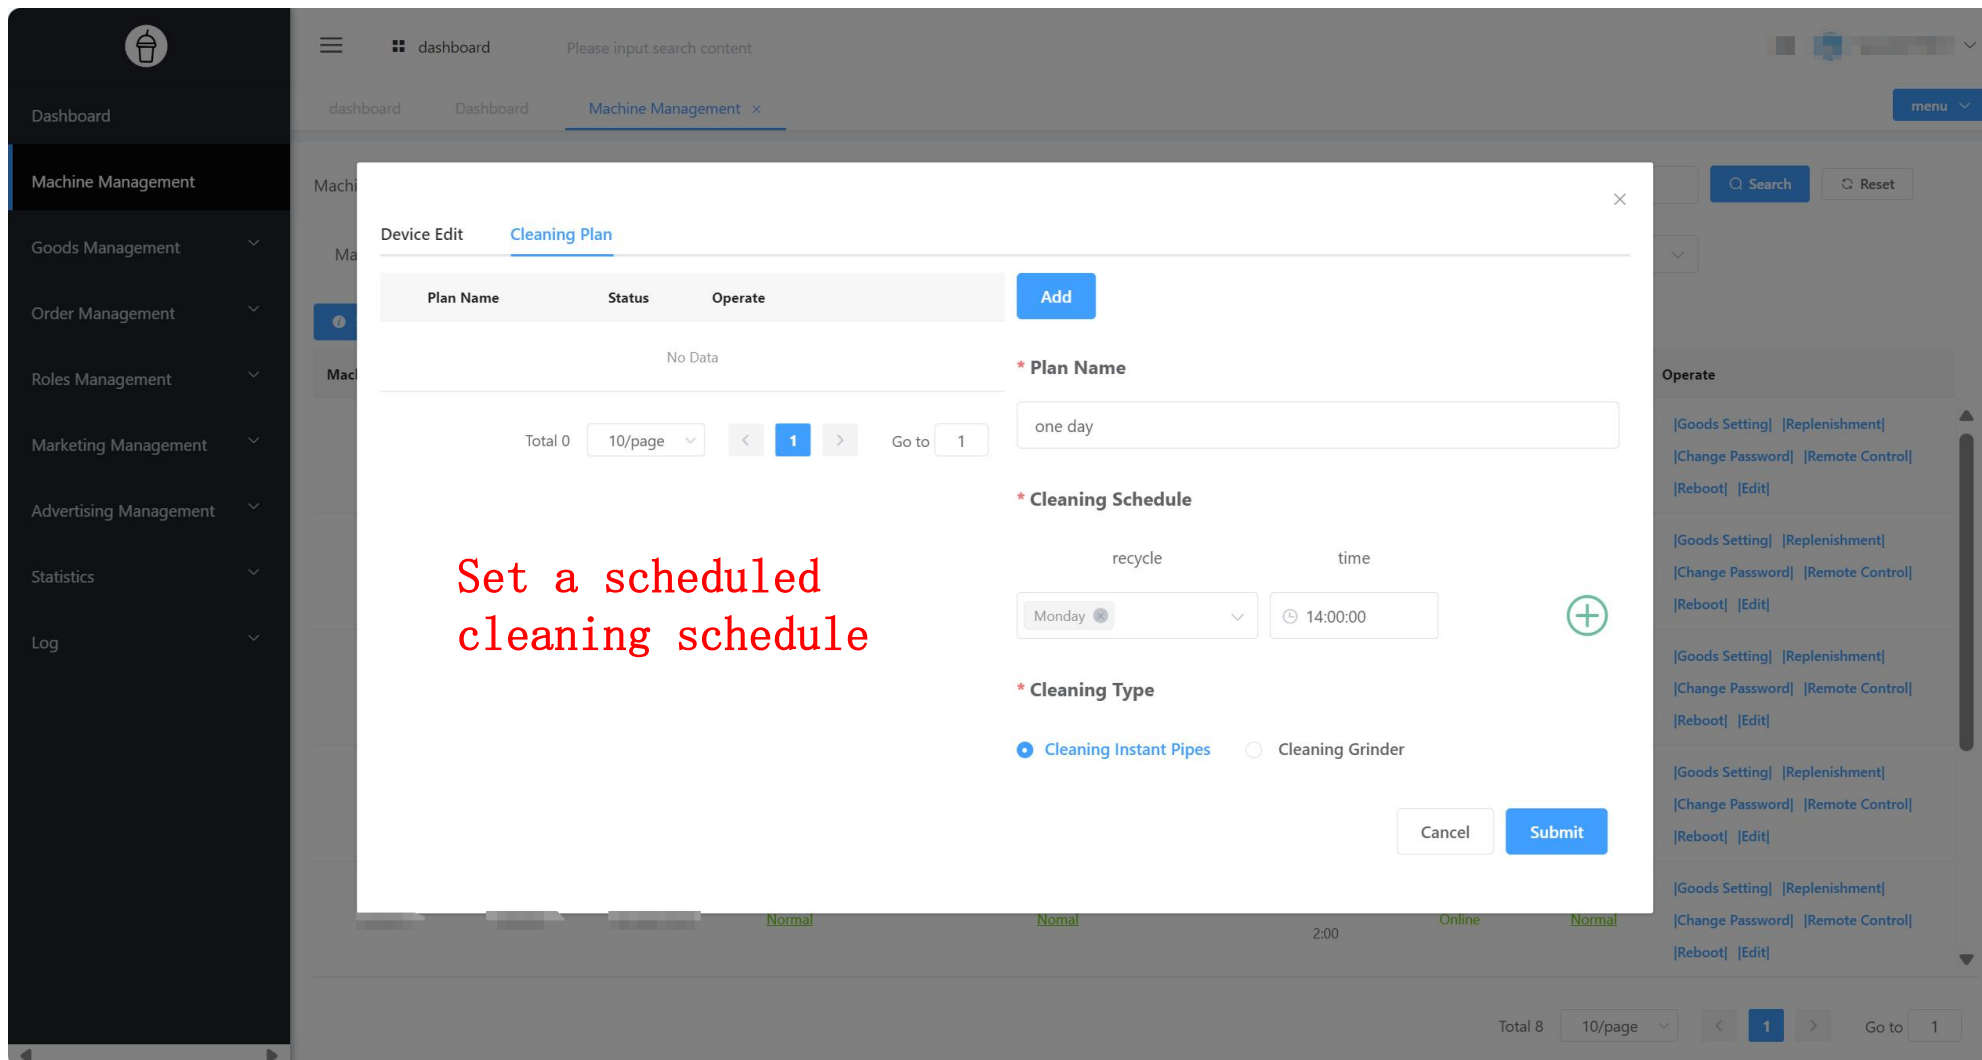 dashboard
Please input search content
Dashboard
dashboard
Dashboard
Machine Management ×
menu
Machine Management
Machi
Search
Reset
Device Edit
Cleaning Plan
Goods Management
Ma
Plan Name
Status
Operate
Add
Order Management
No Data
* Plan Name
Roles Management
Macl
Operate
one day
|Goods Setting| |Replenishment|
Total 0
10/page
<
1
>
Go to
1
Marketing Management
|Change Password| |Remote Control|
|Reboot| |Edit|
* Cleaning Schedule
Advertising Management
|Goods Setting| |Replenishment|
recycle
time
Set a scheduled
cleaning schedule
Statistics
|Change Password| |Remote Control|
|Reboot| |Edit|
Monday
14:00:00
Log
|Goods Setting| |Replenishment|
|Change Password| |Remote Control|
|Reboot| |Edit|
* Cleaning Type
Cleaning Instant Pipes
Cleaning Grinder
|Goods Setting| |Replenishment|
|Change Password| |Remote Control|
|Reboot| |Edit|
Cancel
Submit
|Goods Setting| |Replenishment|
Normal
Nomal
Online
Normal
|Change Password| |Remote Control|
2:00
|Reboot| |Edit|
Total 8
10/page
<
1
>
Go to
1